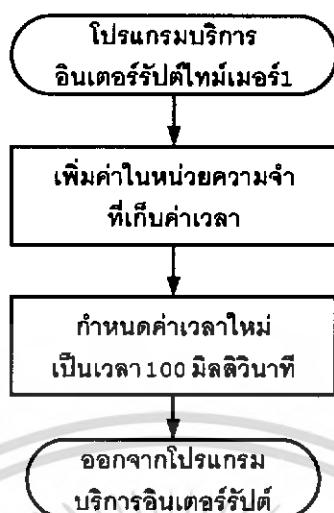 โปรแกรมบริการ
อินเตอร์รัปต์ไทม์เมอร์1
เพิ่มค่าในหน่วยความจำ
ที่เก็บค่าเวลา
กำหนดค่าเวลาใหม่
เป็นเวลา 100 มิลลิวินาที
ออกจากโปรแกรม
บริการอินเตอร์รัปต์